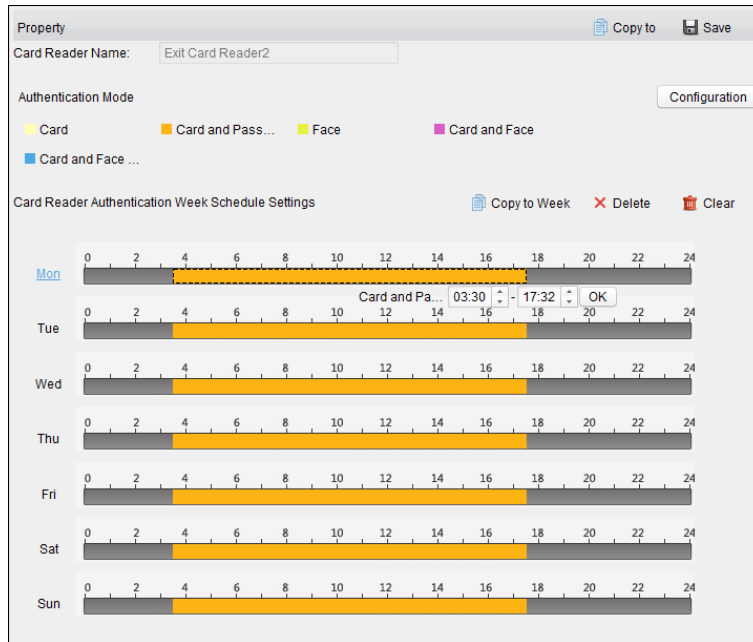 Property Copy to Save
Card Reader Name: Exit Card Reader2
Authentication Mode Configuration
Card Card and Pass... Face Card and Face
Card and Face ...
Card Reader Authentication Week Schedule Settings Copy to Week Delete Clear
0 2 4 6 8 10 12 14 16 18 20 22 24
Mon
Card and Pa... 03:30 - 17:32 OK
0 2 4 6 8 10 12 14 16 18 20 22 24
Tue
0 2 4 6 8 10 12 14 16 18 20 22 24
Wed
0 2 4 6 8 10 12 14 16 18 20 22 24
Thu
0 2 4 6 8 10 12 14 16 18 20 22 24
Fri
0 2 4 6 8 10 12 14 16 18 20 22 24
Sat
0 2 4 6 8 10 12 14 16 18 20 22 24
Sun